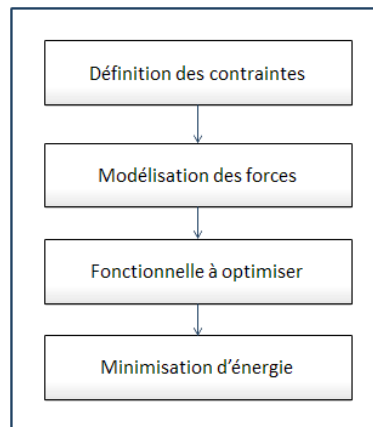 Définition des contraintes
Modélisation des forces
Fonctionnelle à optimiser
Minimisation d'énergie